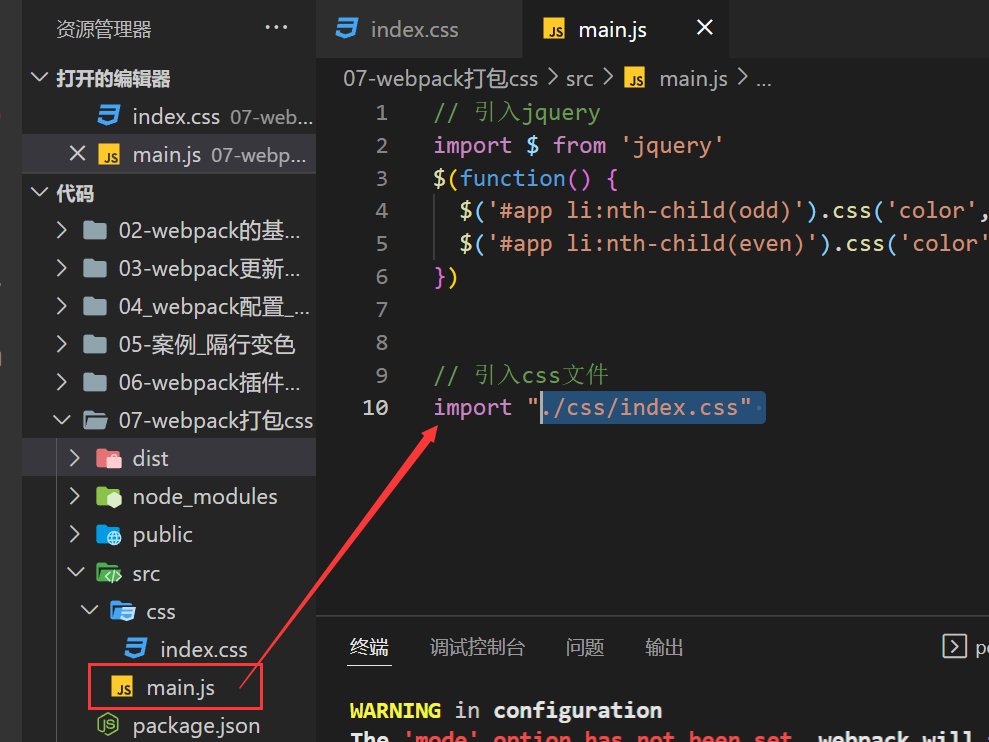 资源管理器 ···
打开的编辑器
index.css 07-web...
main.js 07-webp...
代码
02-webpack的基...
03-webpack更新...
04_webpack配置_...
05-案例_隔行变色
06-webpack插件...
07-webpack打包css
dist
node_modules
public
src
css
index.css
main.js
package.json
index.css
main.js
07-webpack打包css > src > main.js > ...
1 // 引入jquery
2 import $ from 'jquery'
3 $(function() {
4 $('#app li:nth-child(odd)').css('color',
5 $('#app li:nth-child(even)').css('color'
6 })
7
8
9 // 引入css文件
10 import "./css/index.css"
终端 调试控制台 问题 输出
WARNING in configuration
The 'mode' option has not been set, webpack will